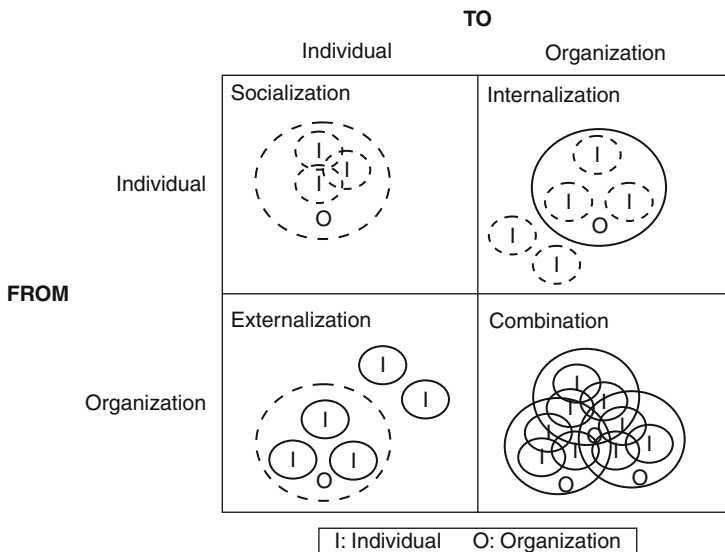 TO
Individual
Organization
Socialization
Internalization
I
I
I
O
I
I
I
O
I
I
Individual
FROM
Externalization
Combination
I
I
I
I
I
O
I
I
I
I
I
I
I
I
I
O
O
O
Organization
I: Individual O: Organization